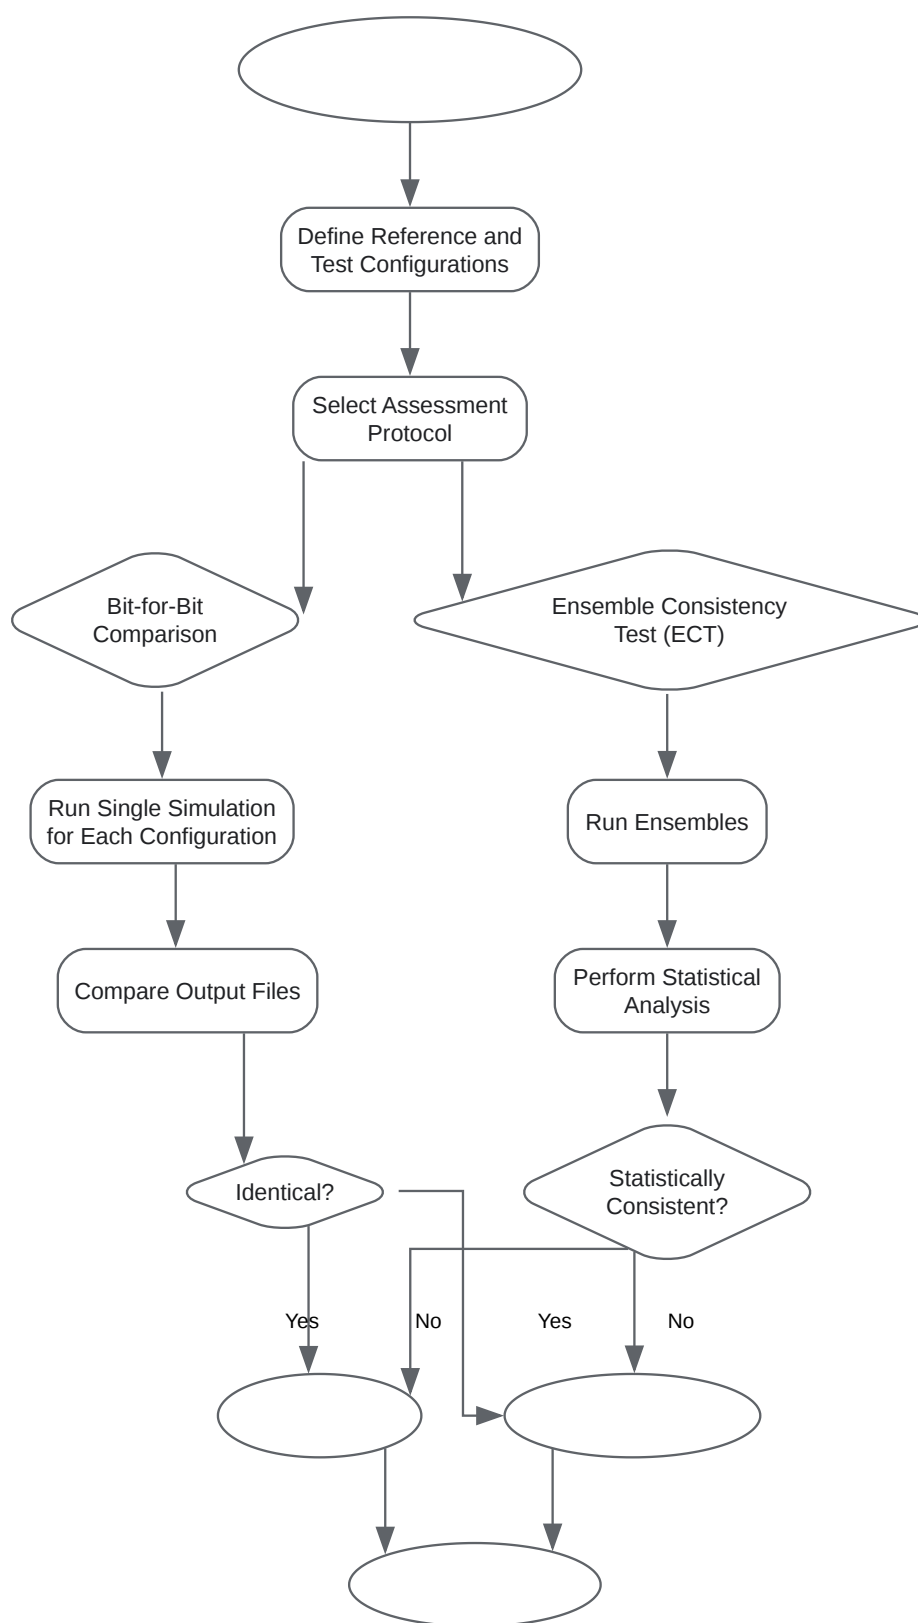 Define Reference and
Test Configurations
Select Assessment
Protocol
Bit-for-Bit
Comparison
Ensemble Consistency
Test (ECT)
Run Single Simulation
for Each Configuration
Run Ensembles
Compare Output Files
Perform Statistical
Analysis
Identical?
Statistically
Consistent?
Yes
No
Yes
No